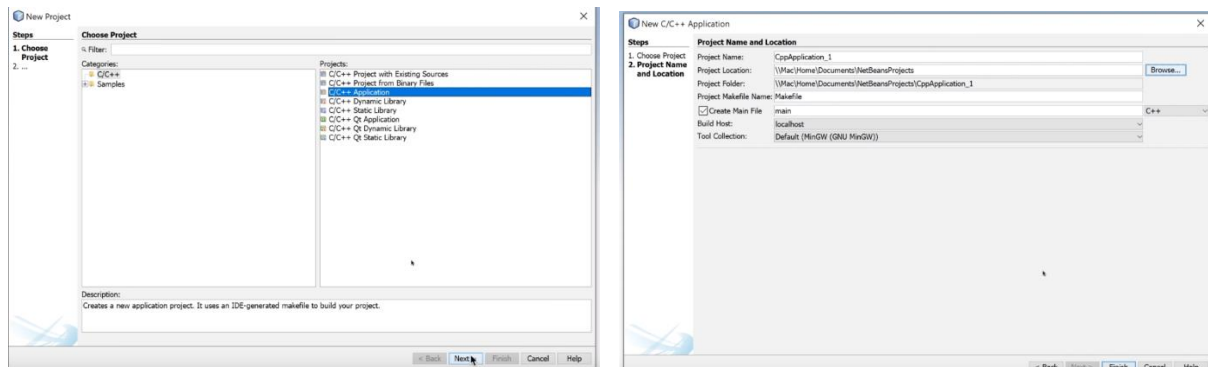 New Project
Steps
1. Choose Project
2. ...
Choose Project
Filter:
Categories:
C/C++
Samples
Projects:
C/C++ Project with Existing Sources
C/C++ Project from Binary Files
C/C++ Application
C/C++ Dynamic Library
C/C++ Static Library
C/C++ Qt Application
C/C++ Qt Dynamic Library
C/C++ Qt Static Library
Description:
Creates a new application project. It uses an IDE-generated makefile to build your project.
< Back Next > Finish Cancel Help
New C/C++ Application
Steps
1. Choose Project
2. Project Name and Location
Project Name and Location
Project Name: CppApplication_1
Project Location: \\Mac\Home\Documents\NetBeansProjects Browse...
Project Folder: \\Mac\Home\Documents\NetBeansProjects\CppApplication_1
Project Makefile Name: Makefile
Create Main File main C++
Build Host: localhost
Tool Collection: Default (MinGW (GNU MinGW))
< Back Next > Finish Cancel Help